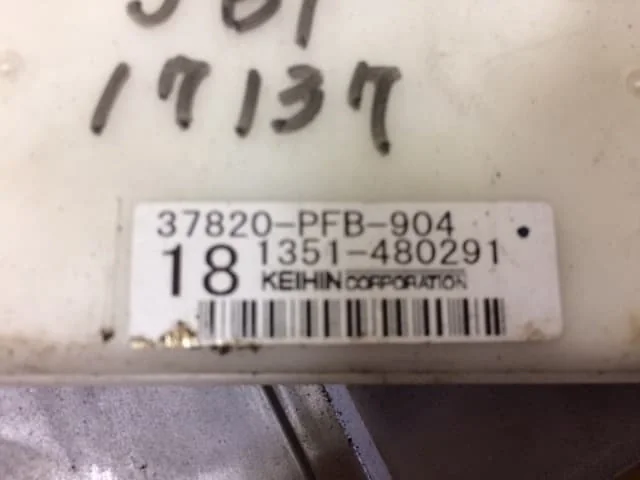 17137
37820-PFB-904
18 1351-480291
KEIHIN CORPORATION